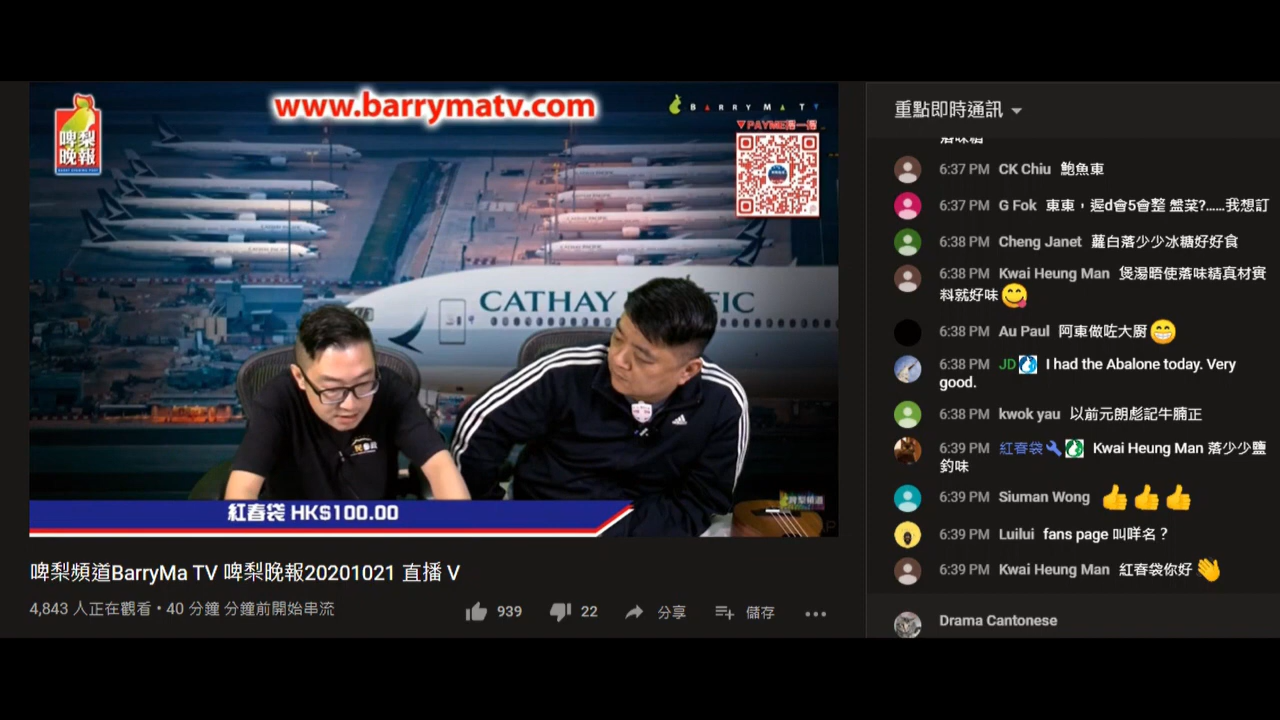 www.barrymatv.com
BARRYMATV
啤梨
晚報
▼PAYME掃一掃
CATHAY
IC
紅春袋 HK$100.00
啤梨頻道
啤梨頻道BarryMa TV 啤梨晚報20201021 直播 V
4,843 人正在觀看 • 40 分鐘 分鐘前開始串流
939
22
分享
儲存
重點即時通訊
6:37 PM CK Chiu 鮑魚東
6:37 PM G Fok 東東，遲d會5會整 盤菜?......我想訂
6:38 PM Cheng Janet 蘿白落少少冰糖好好食
6:38 PM Kwai Heung Man 煲湯唔使落味精真材實
料就好味😋
6:38 PM Au Paul 阿東做咗大廚😁
6:38 PM JD I had the Abalone today. Very
good.
6:38 PM kwok yau 以前元朗彪記牛腩正
6:39 PM 紅春袋 Kwai Heung Man 落少少鹽
釣味
6:39 PM Siuman Wong 👍👍👍
6:39 PM Luilui fans page 叫咩名？
6:39 PM Kwai Heung Man 紅春袋你好👋
Drama Cantonese